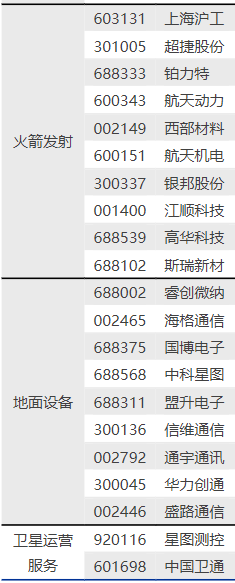 火箭发射
603131 上海沪工
301005 超捷股份
688333 铂力特
600343 航天动力
002149 西部材料
600151 航天机电
300337 银邦股份
001400 江顺科技
688539 高华科技
688102 斯瑞新材
地面设备
688002 睿创微纳
002465 海格通信
688375 国博电子
688568 中科星图
688311 盟升电子
300136 信维通信
002792 通宇通讯
300045 华力创通
002446 盛路通信
卫星运营
服务
920116 星图测控
601698 中国卫通